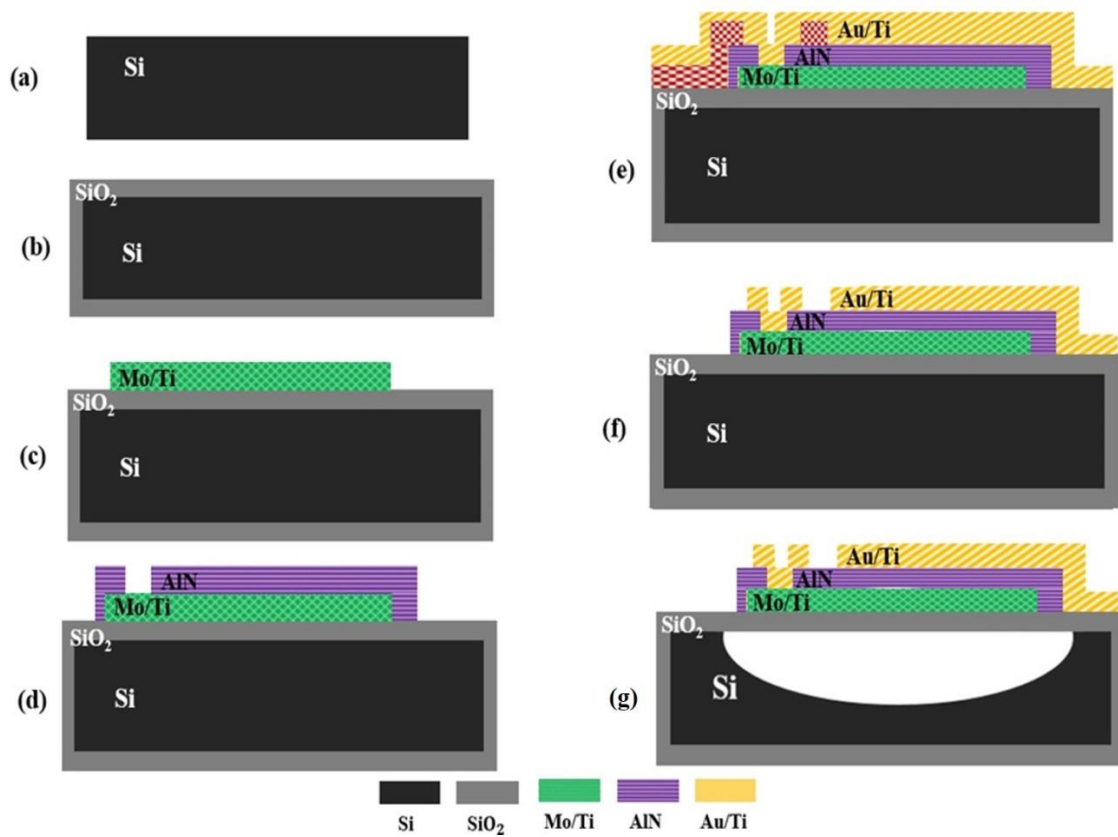 (a)
Si
(b)
SiO₂
Si
(c)
Mo/Ti
SiO₂
Si
(d)
AlN
Mo/Ti
SiO₂
Si
(e)
Au/Ti
AlN
Mo/Ti
SiO₂
Si
(f)
Au/Ti
AlN
Mo/Ti
SiO₂
Si
(g)
Au/Ti
AlN
Mo/Ti
SiO₂
Si
Si SiO₂ Mo/Ti AlN Au/Ti